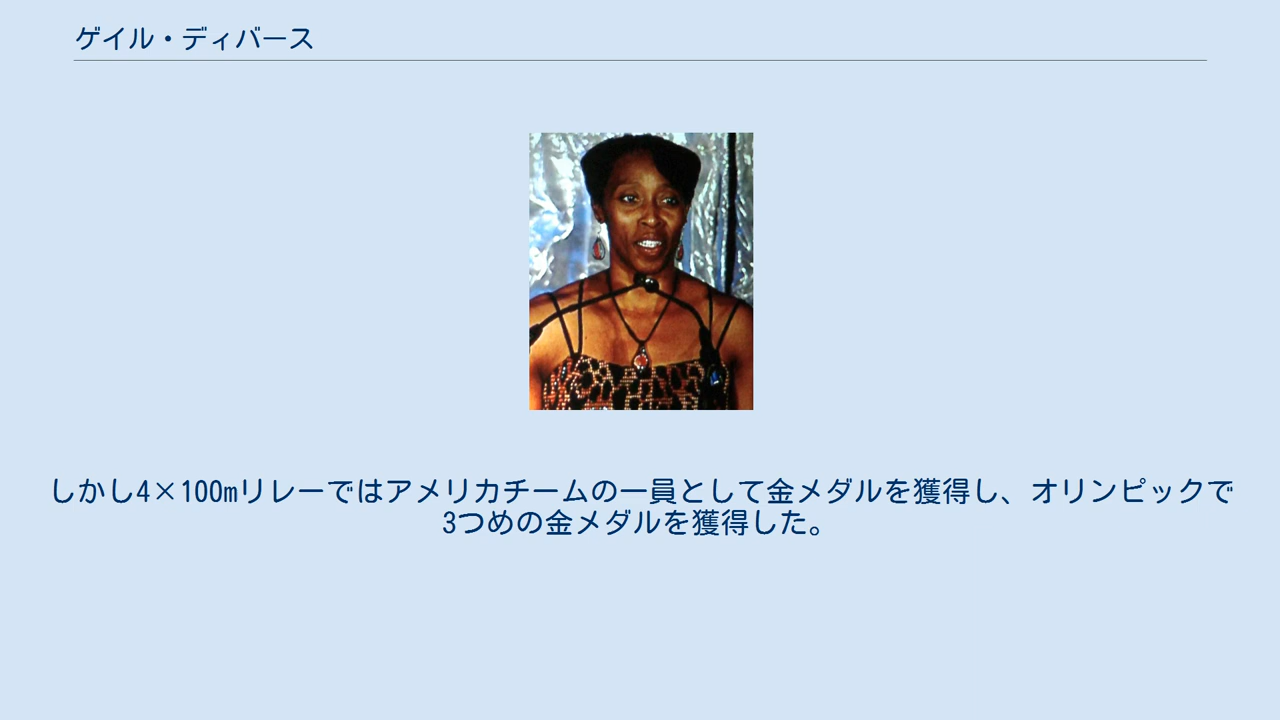 ゲイル・ディバース
しかし4×100mリレーではアメリカチームの一員として金メダルを獲得し、オリンピックで
3つめの金メダルを獲得した。